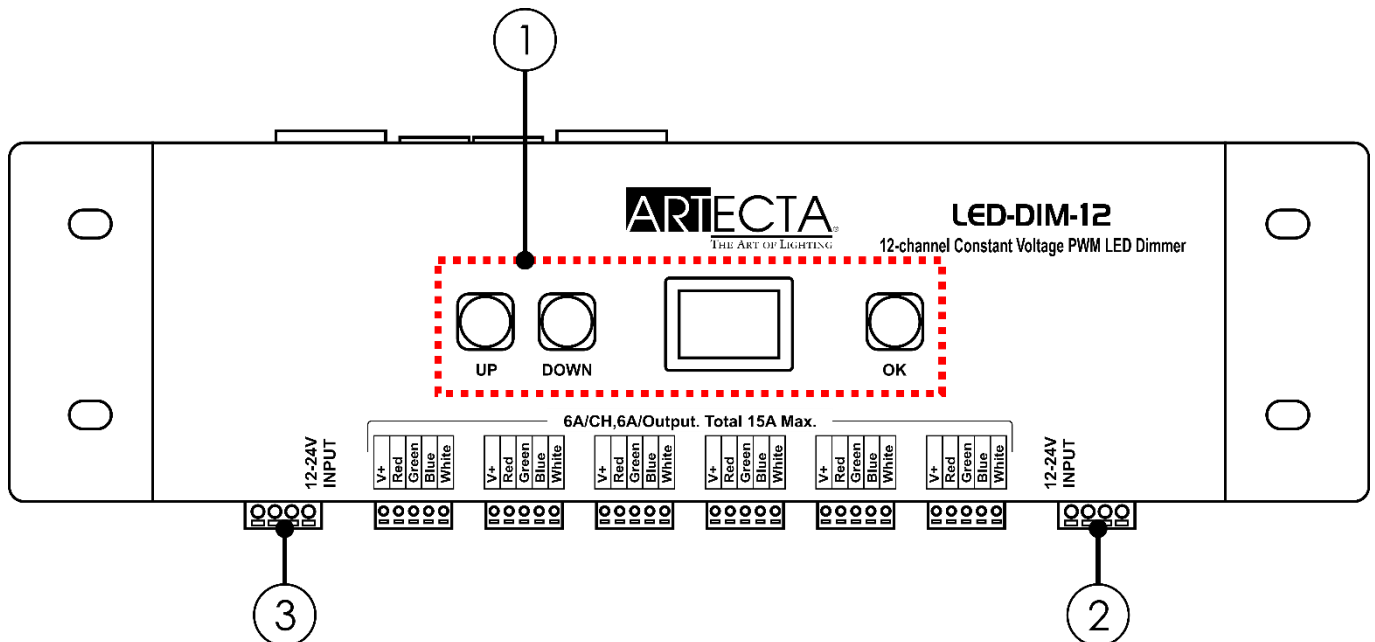 1
ARTECTA®
THE ART OF LIGHTING
LED-DIM-12
12-channel Constant Voltage PWM LED Dimmer
UP
DOWN
OK
6A/CH,6A/Output. Total 15A Max.
12-24V
INPUT
V+
Red
Green
Blue
White
V+
Red
Green
Blue
White
V+
Red
Green
Blue
White
V+
Red
Green
Blue
White
V+
Red
Green
Blue
White
V+
Red
Green
Blue
White
12-24V
INPUT
3
2